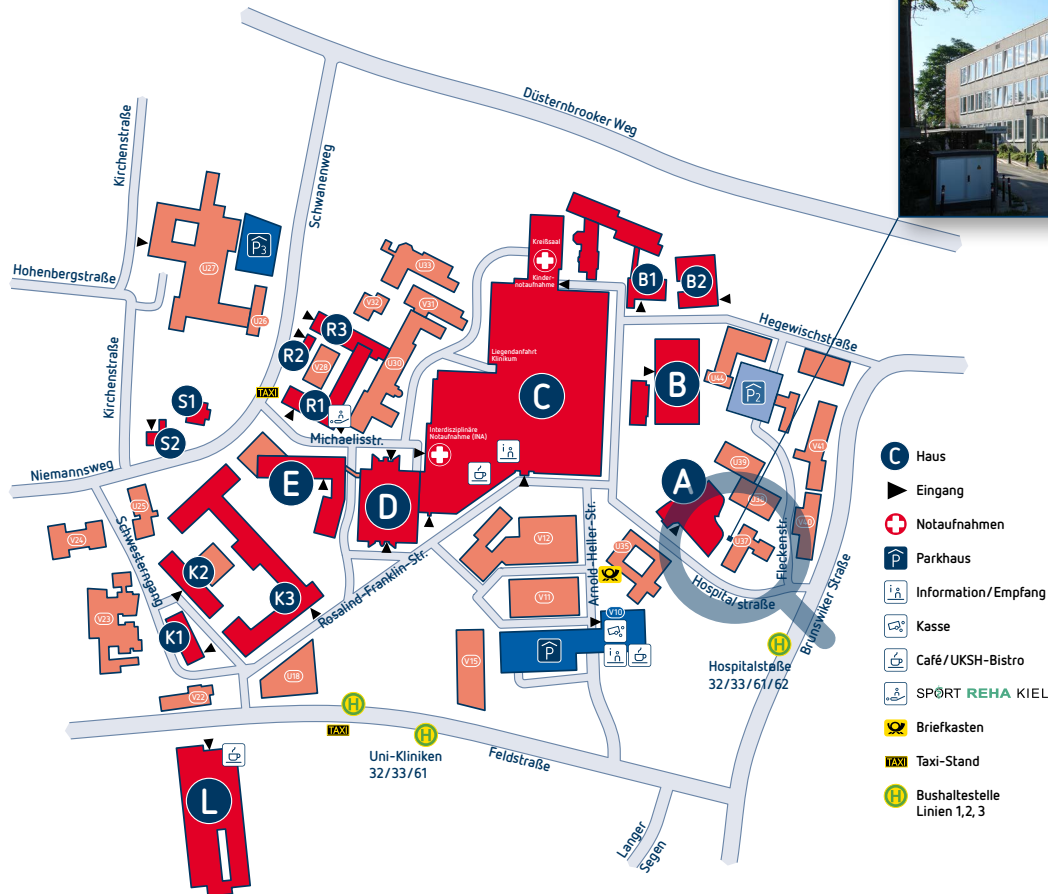 Düsternbrooker Weg
Kirchenstraße
Schwanenweg
Hohenbergstraße
Kirchenstraße
Niemannsweg
Hegewischstraße
Michaelisstr.
Schwesterngang
Rosalind-Franklin-Str.
Arnold-Heller-Str.
Hospitalstraße
Fleckenstr.
Brunswiker Straße
Feldstraße
Langer
Segen
Kreißsaal
Kinder-
notaufnahme
Liegendanfahrt
Klinikum
Interdisziplinäre
Notaufnahme (INA)
U27
P3
U26
U33
V32
V31
U30
V28
R3
R2
R1
S1
S2
TAXI
B1
B2
B
C
U44
P2
V41
U39
U38
V40
U37
A
E
D
U25
V24
K2
K3
K1
V23
V22
U18
V12
V11
U35
V10
P
V15
L
H
TAXI
H
Uni-Kliniken
32/33/61
H
Hospitalstaße
32/33/61/62
C Haus
Eingang
Notaufnahmen
P Parkhaus
Information/Empfang
Kasse
Café/UKSH-Bistro
SPORT REHA KIEL
Briefkasten
TAXI Taxi-Stand
H Bushaltestelle
Linien 1,2, 3